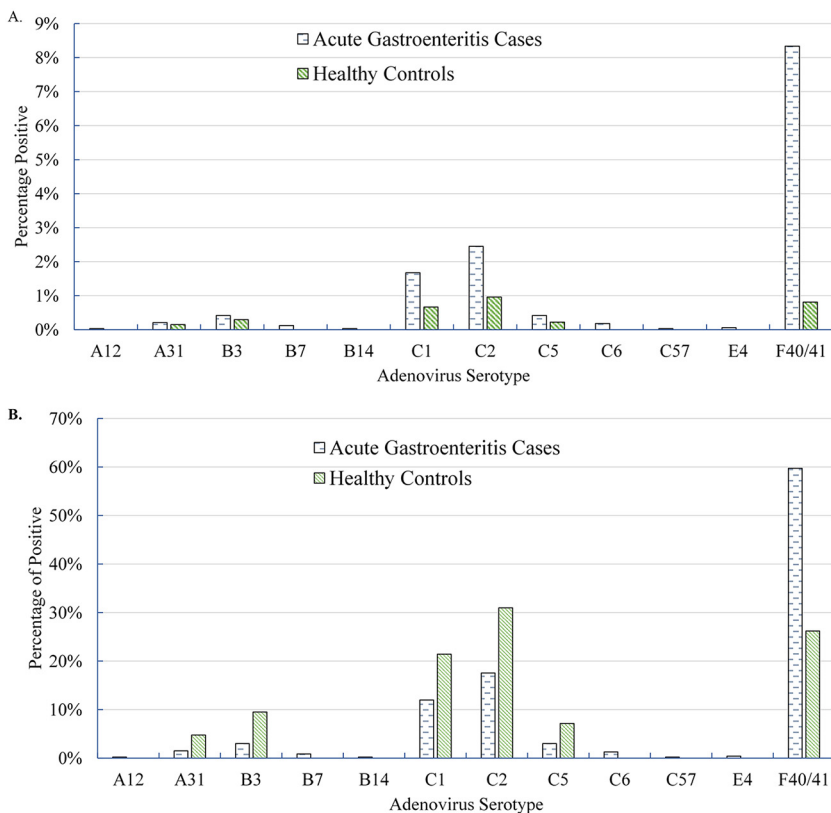 A.
9%
8%
7%
6%
5%
4%
3%
2%
1%
0%
Percentage Positive
Acute Gastroenteritis Cases
Healthy Controls
A12 A31 B3 B7 B14 C1 C2 C5 C6 C57 E4 F40/41
Adenovirus Serotype
B.
70%
60%
50%
40%
30%
20%
10%
0%
Percentage of Positive
Acute Gastroenteritis Cases
Healthy Controls
A12 A31 B3 B7 B14 C1 C2 C5 C6 C57 E4 F40/41
Adenovirus Serotype